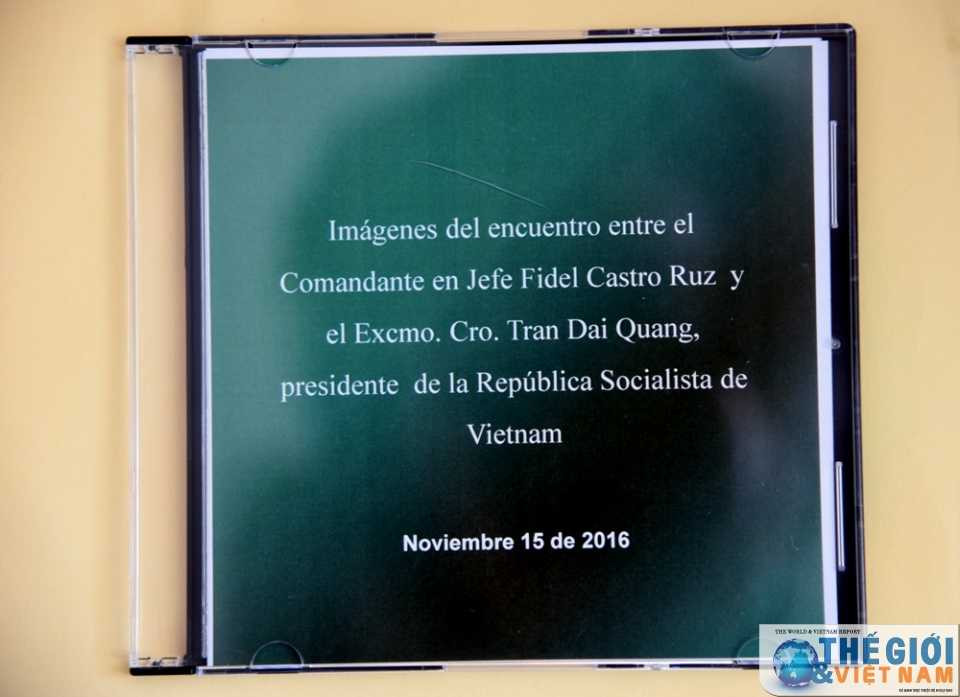 Imágenes del encuentro entre el
Comandante en Jefe Fidel Castro Ruz y
el Excmo. Cro. Tran Dai Quang,
presidente de la República Socialista de
Vietnam
Noviembre 15 de 2016
THE WORLD & VIETNAM REPORT
THẾ GIỚI
& VIỆT NAM